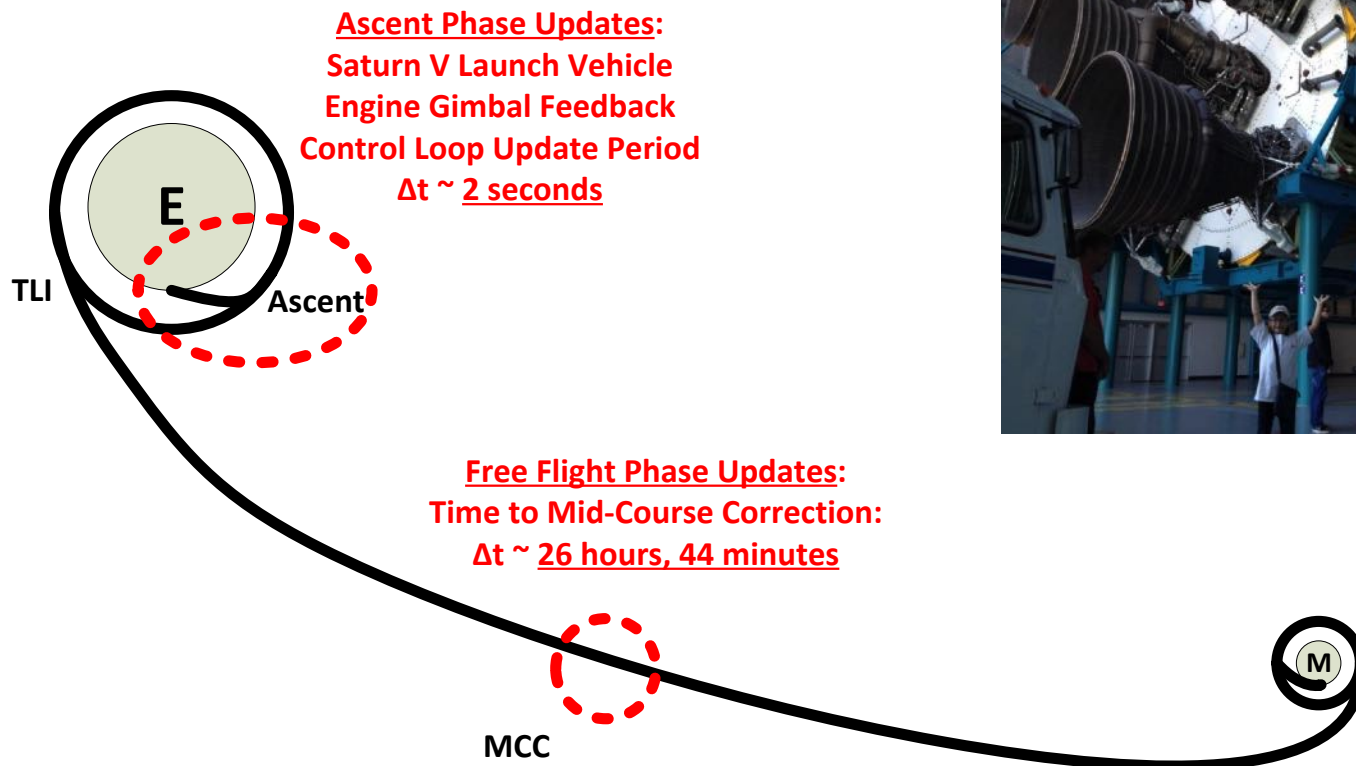 Ascent Phase Updates:
Saturn V Launch Vehicle
Engine Gimbal Feedback
Control Loop Update Period
Δt ~ 2 seconds
E
TLI
Ascent
Free Flight Phase Updates:
Time to Mid-Course Correction:
Δt ~ 26 hours, 44 minutes
M
MCC